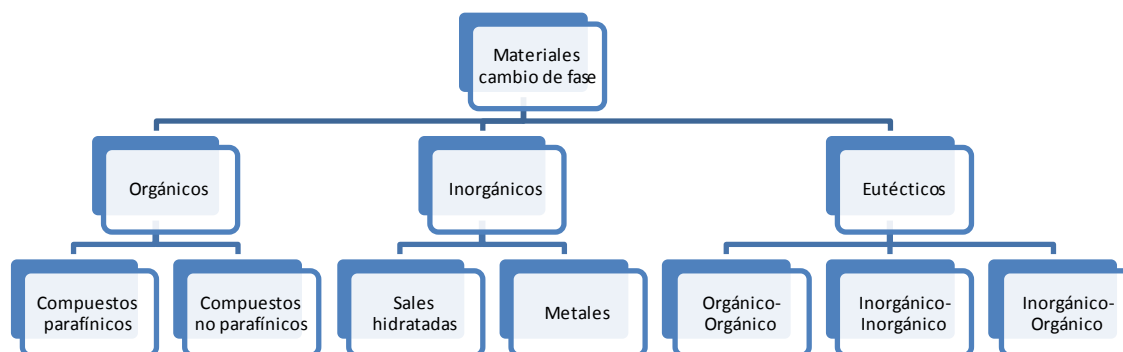 Materiales
cambio de fase
Orgánicos
Inorgánicos
Eutécticos
Compuestos
parafínicos
Compuestos
no parafínicos
Sales
hidratadas
Metales
Orgánico-
Orgánico
Inorgánico-
Inorgánico
Inorgánico-
Orgánico